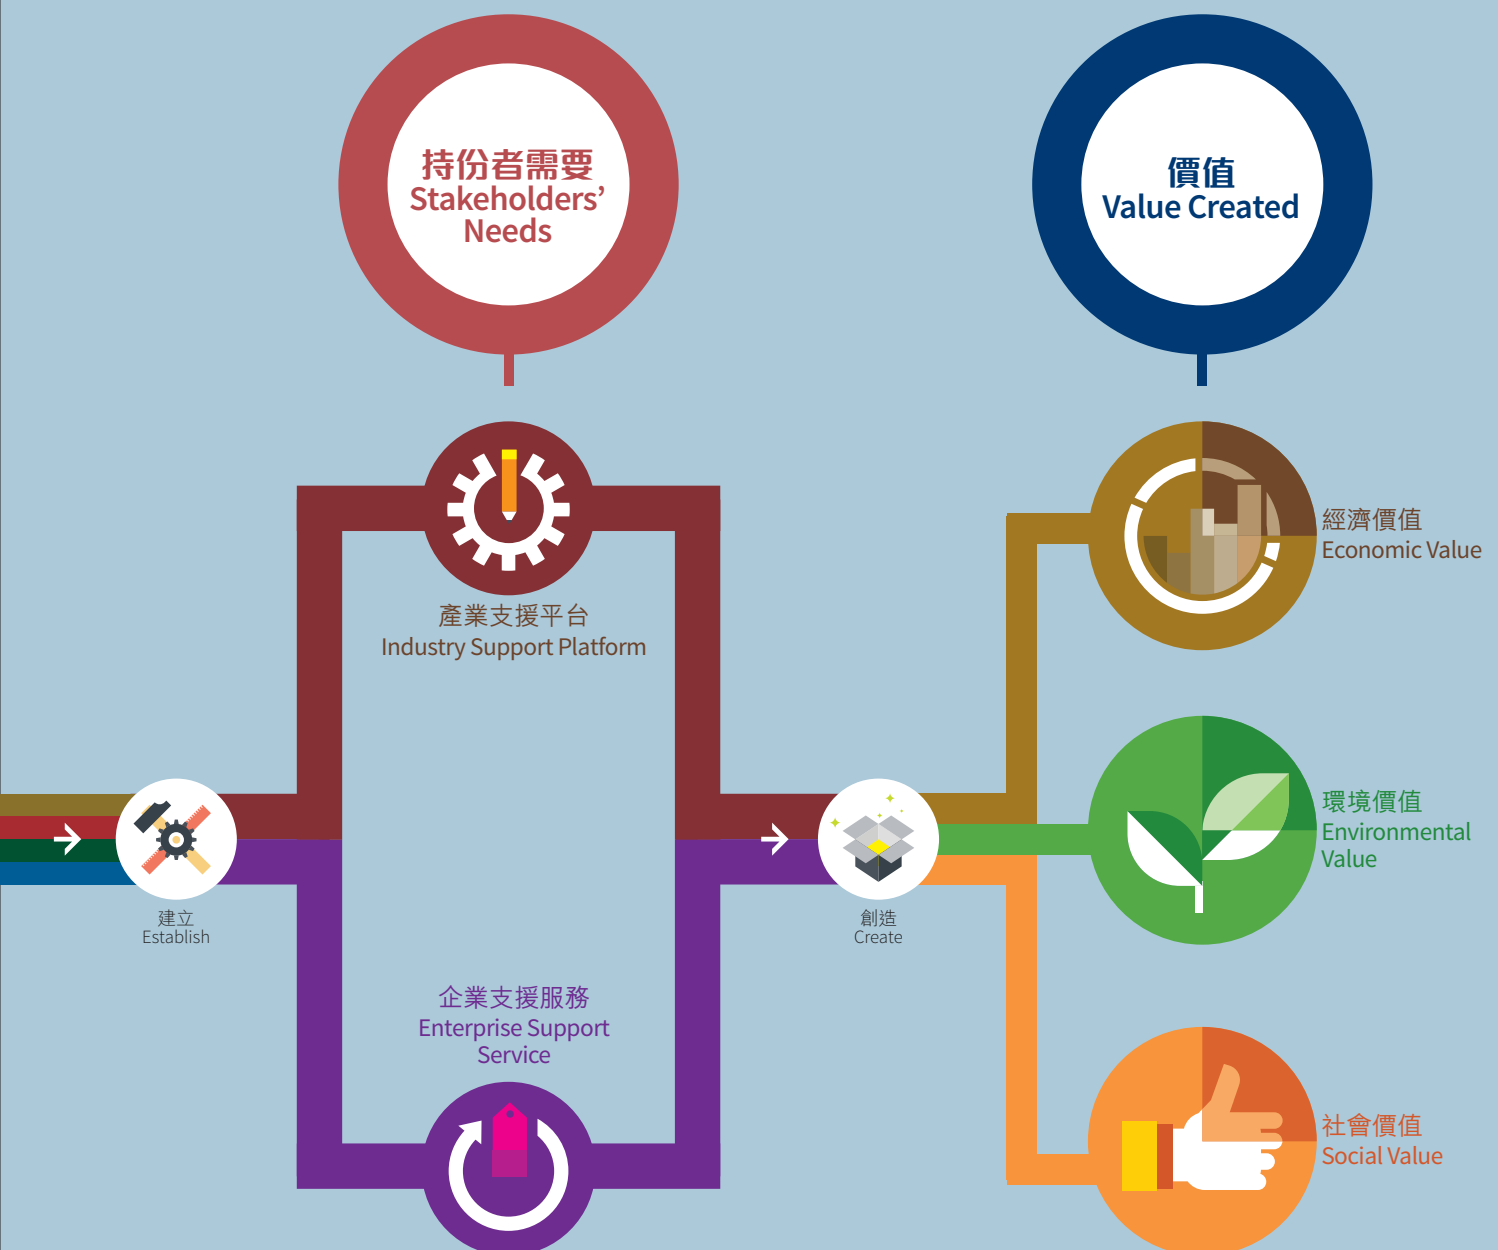 持份者需要
Stakeholders’
Needs
價值
Value Created
產業支援平台
Industry Support Platform
經濟價值
Economic Value
環境價值
Environmental
Value
建立
Establish
創造
Create
企業支援服務
Enterprise Support
Service
社會價值
Social Value